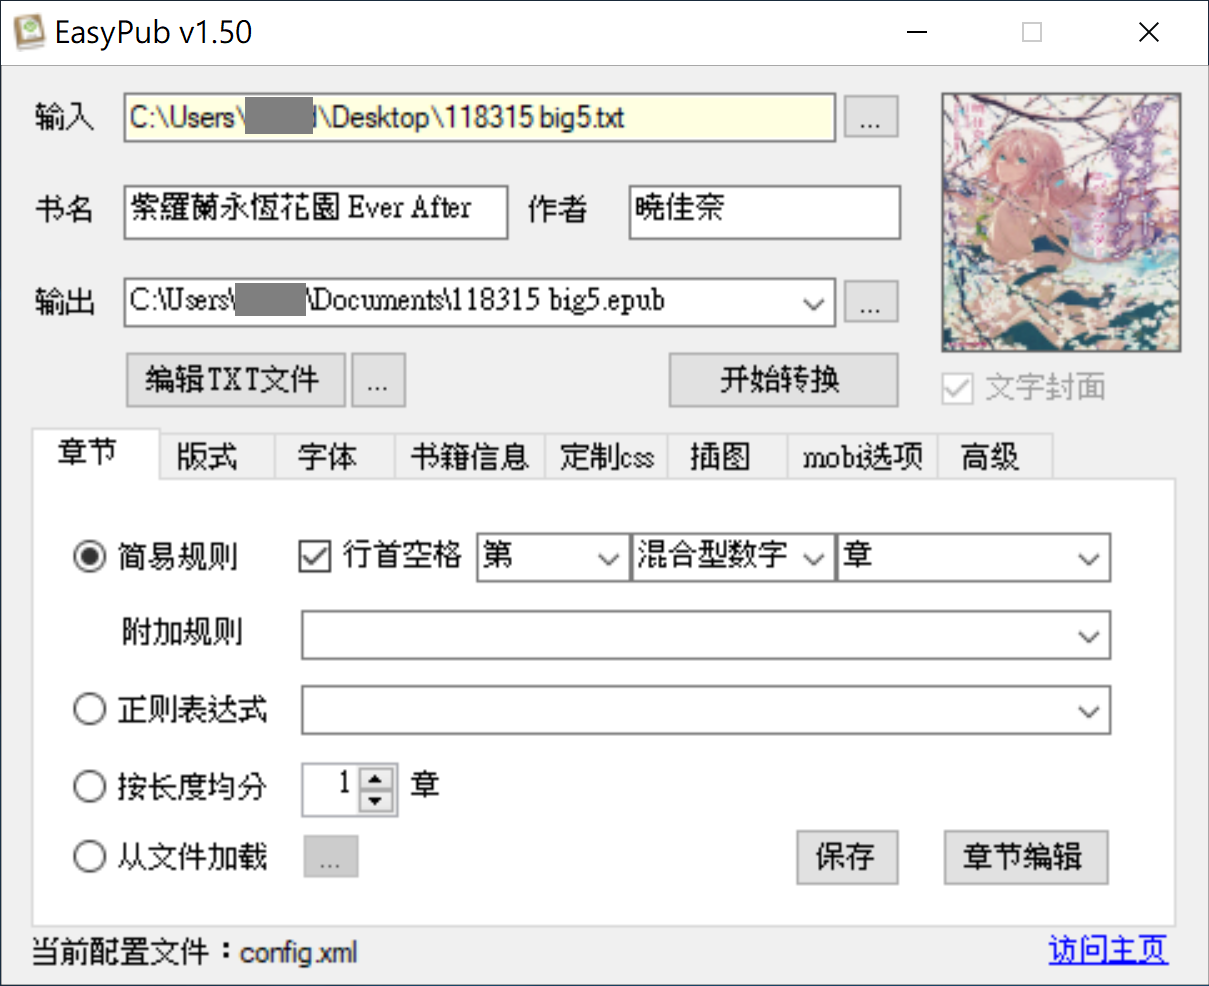 EasyPub v1.50
输入 C:\Users\ d\Desktop\118315 big5.txt ...
书名 紫羅蘭永恆花園 Ever After 作者 暁佳奈
输出 C:\Users\ \Documents\118315 big5.epub ...
编辑TXT文件 ... 开始转换 文字封面
章节 版式 字体 书籍信息 定制css 插图 mobi选项 高级
简易规则 行首空格 第 混合型数字 章
附加规则
正则表达式
按长度均分 1 章
从文件加载 ... 保存 章节编辑
当前配置文件：config.xml 访问主页